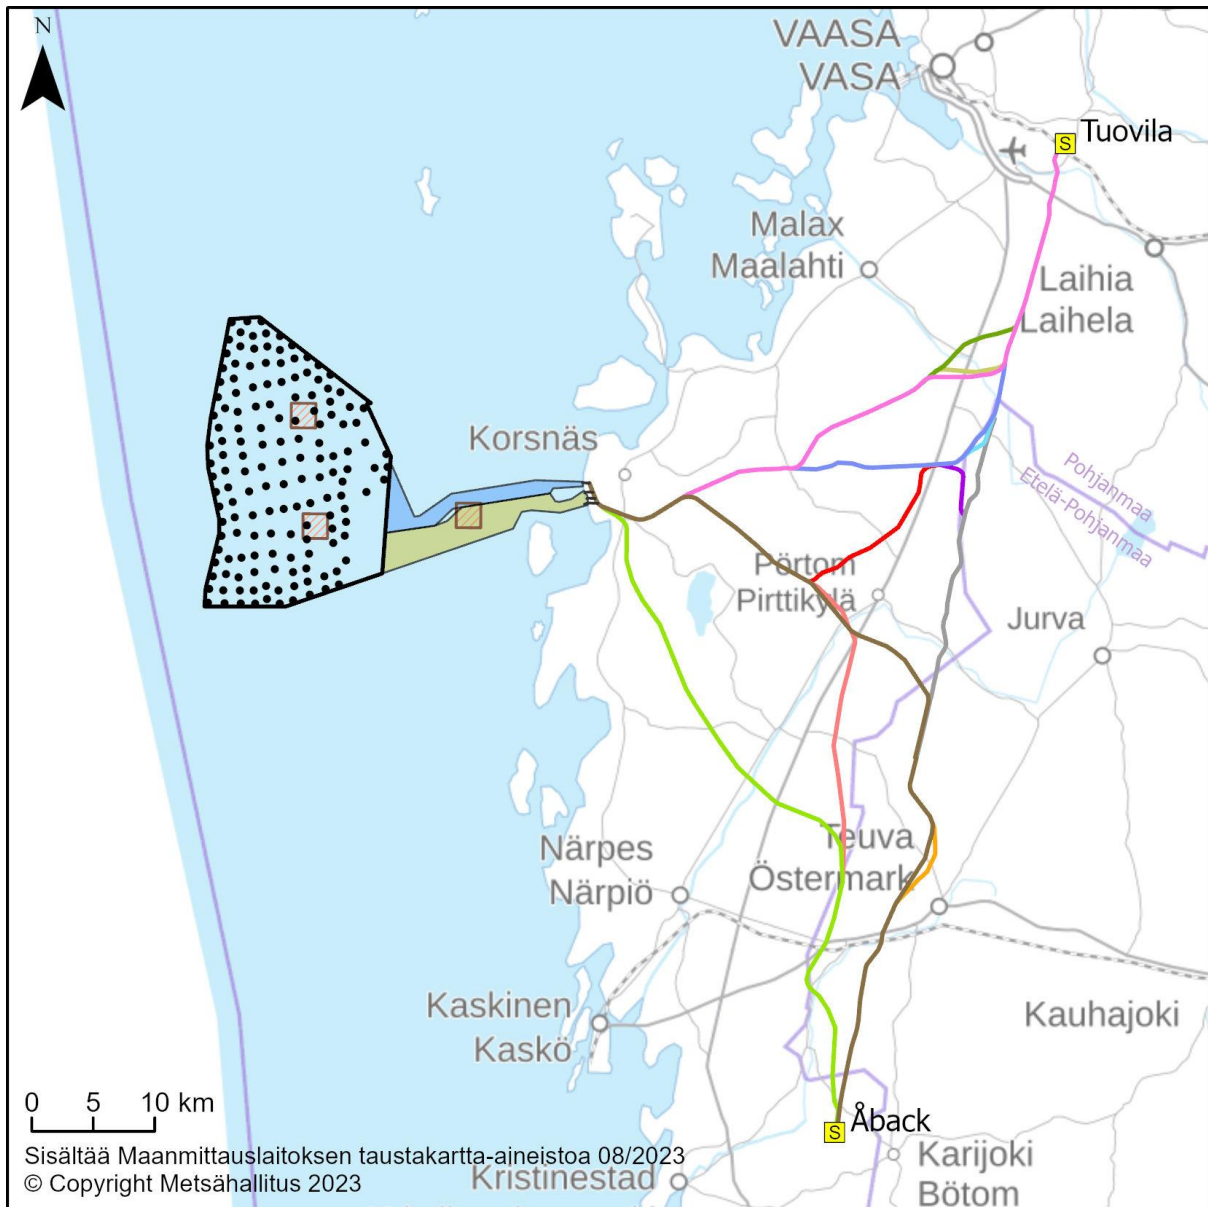 N
VAASA
VASA
S
Tuovila
Malax
Maalahti
Laihia
Laihela
Korsnäs
Pohjanmaa
Etelä-Pohjanmaa
Pörtom
Pirttikylä
Jurva
Teuva
Östermark
Närpes
Närpiö
Kaskinen
Kaskö
Kauhajoki
0 5 10 km
S
Åback
Sisältää Maanmittauslaitoksen taustakartta-aineistoa 08/2023
© Copyright Metsähallitus 2023
Kristinestad
Karijoki
Bötom